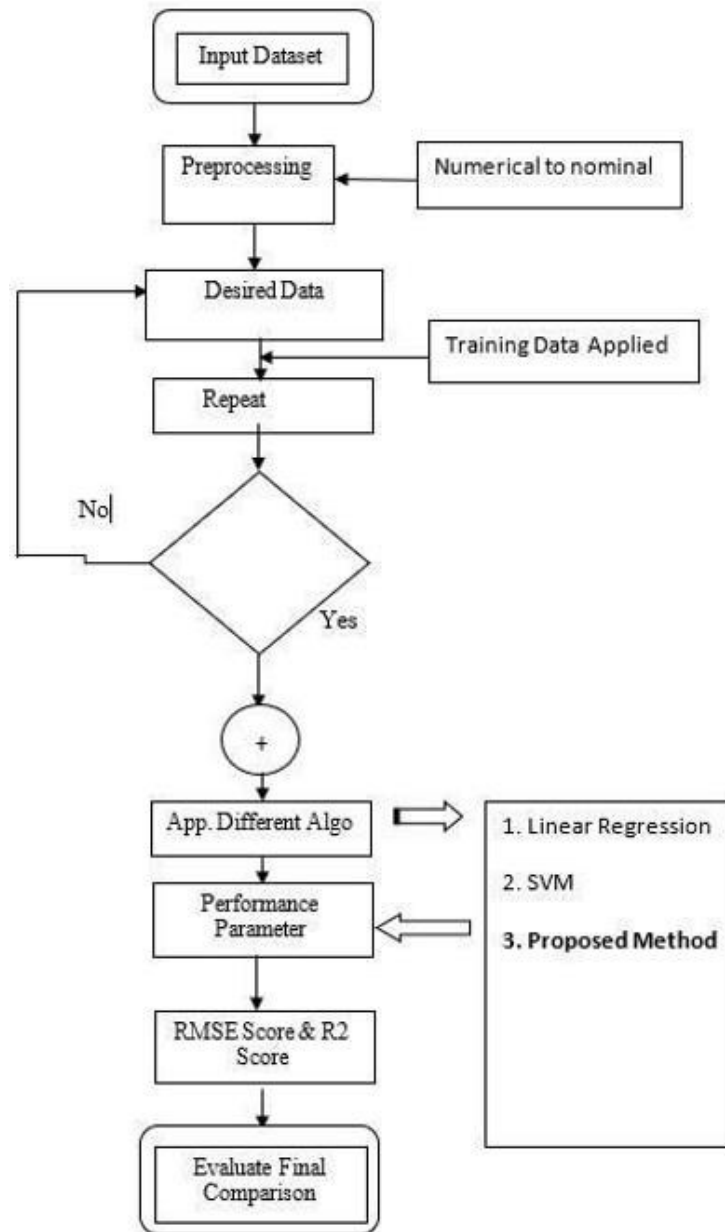 Input Dataset
Preprocessing
Numerical to nominal
Desired Data
Training Data Applied
Repeat
No
Yes
+
App. Different Algo
1. Linear Regression
2. SVM
3. Proposed Method
Performance
Parameter
RMSE Score & R2
Score
Evaluate Final
Comparison